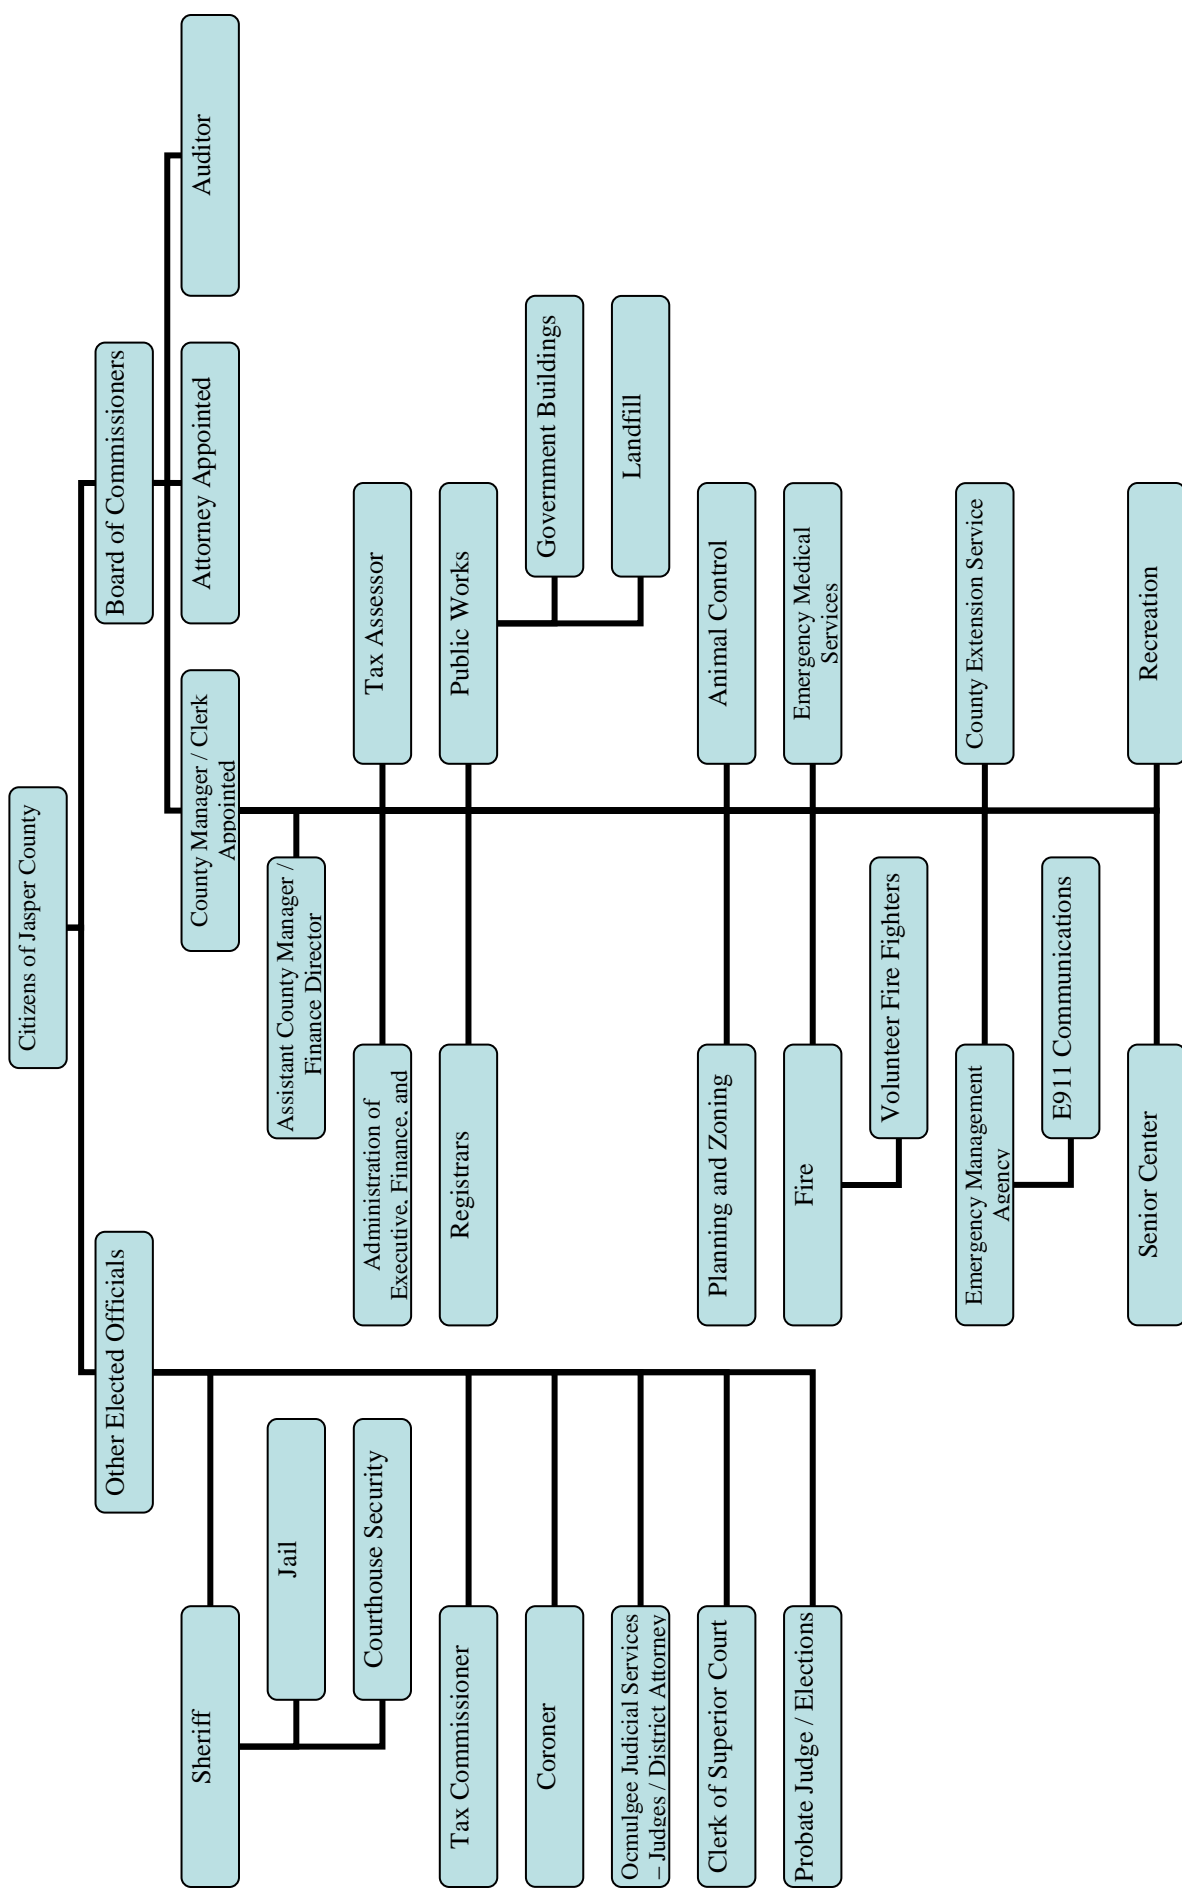 Citizens of Jasper County
Other Elected Officials
Board of Commissioners
Sheriff
County Manager / Clerk
Appointed
Attorney Appointed
Auditor
Jail
Assistant County Manager /
Finance Director
Courthouse Security
Administration of
Executive, Finance, and
Tax Assessor
Tax Commissioner
Registrars
Public Works
Coroner
Government Buildings
Ocmulgee Judicial Services
– Judges / District Attorney
Landfill
Clerk of Superior Court
Planning and Zoning
Animal Control
Probate Judge / Elections
Fire
Emergency Medical
Services
Volunteer Fire Fighters
Emergency Management
Agency
County Extension Service
E911 Communications
Senior Center
Recreation